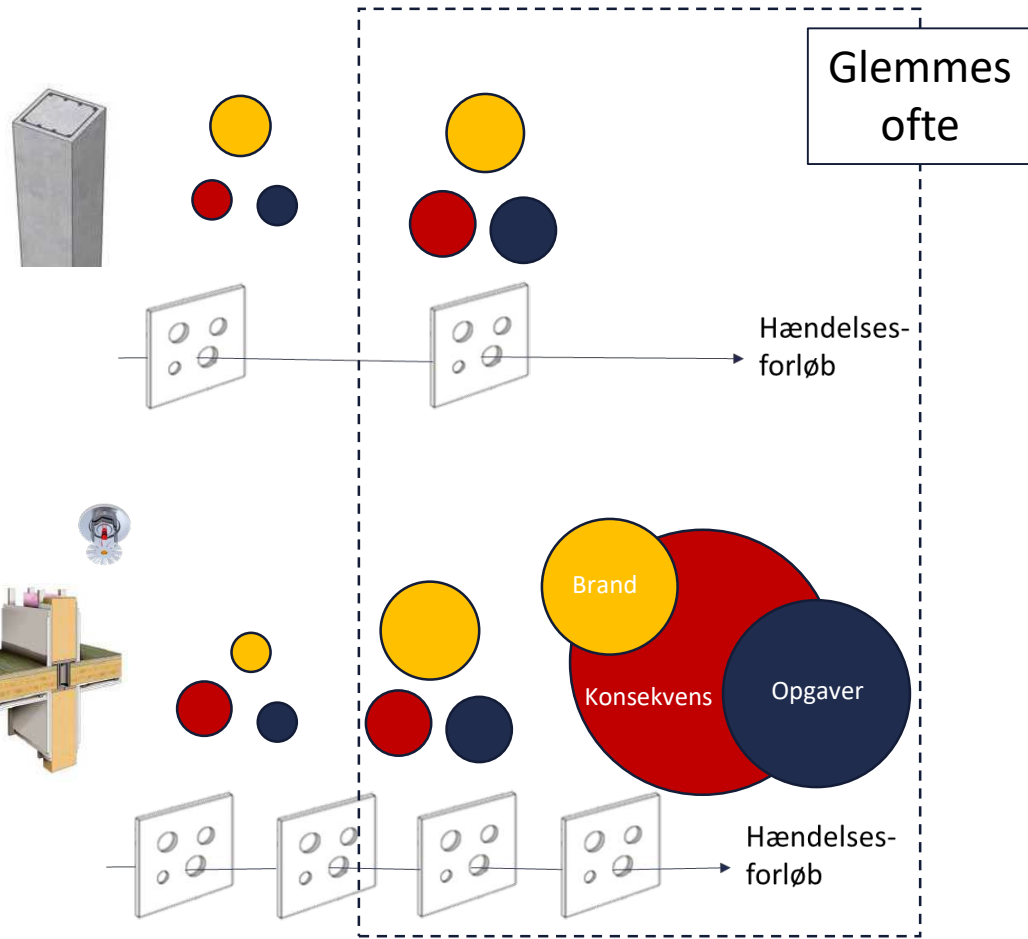 Glemmes
ofte
Hændelses-
forløb
Brand
Konsekvens
Opgaver
Hændelses-
forløb